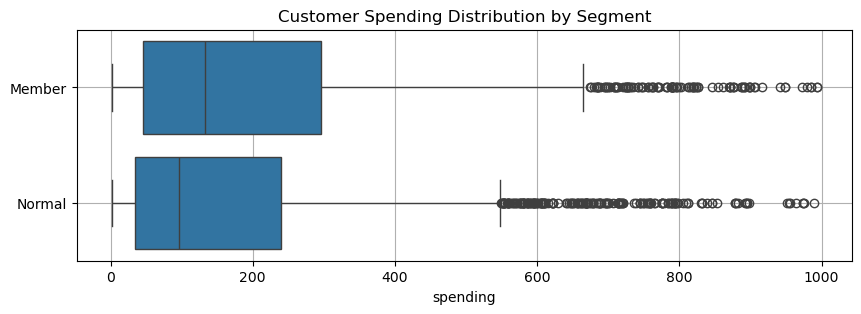 Customer Spending Distribution by Segment
Member
Normal
0 200 400 600 800 1000
spending